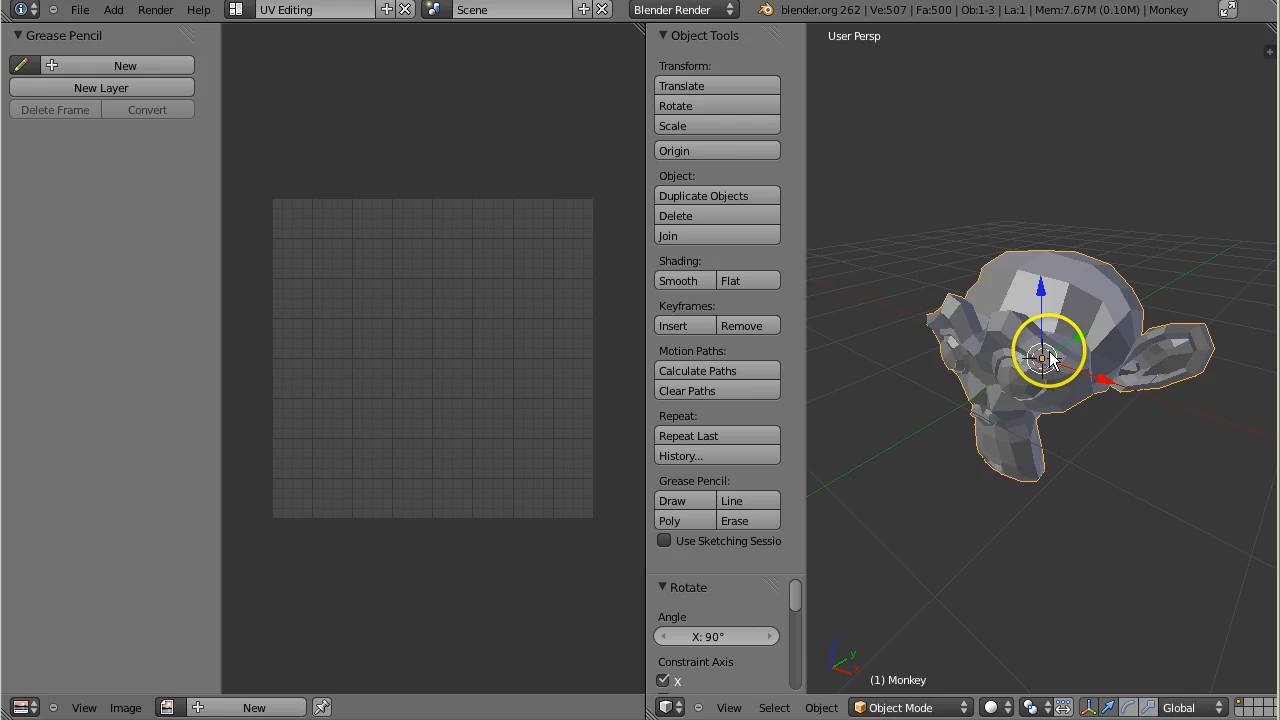 File Add Render Help UV Editing Scene Blender Render blender.org 262 | Ve:507 | Fa:500 | Ob:1-3 | La:1 | Mem:7.67M (0.10M) | Monkey
Grease Pencil
New
New Layer
Delete Frame Convert
Object Tools
Transform:
Translate
Rotate
Scale
Origin
Object:
Duplicate Objects
Delete
Join
Shading:
Smooth Flat
Keyframes:
Insert Remove
Motion Paths:
Calculate Paths
Clear Paths
Repeat:
Repeat Last
History...
Grease Pencil:
Draw Line
Poly Erase
Use Sketching Sessio
Rotate
Angle
X: 90°
Constraint Axis
X
User Persp
z
y
x
(1) Monkey
View Image New
View Select Object Object Mode Global